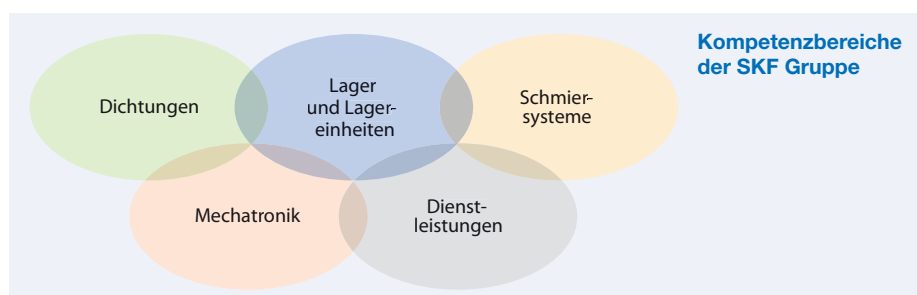 Kompetenzbereiche
der SKF Gruppe
Dichtungen
Lager
und Lager-
einheiten
Schmier-
systeme
Mechatronik
Dienst-
leistungen